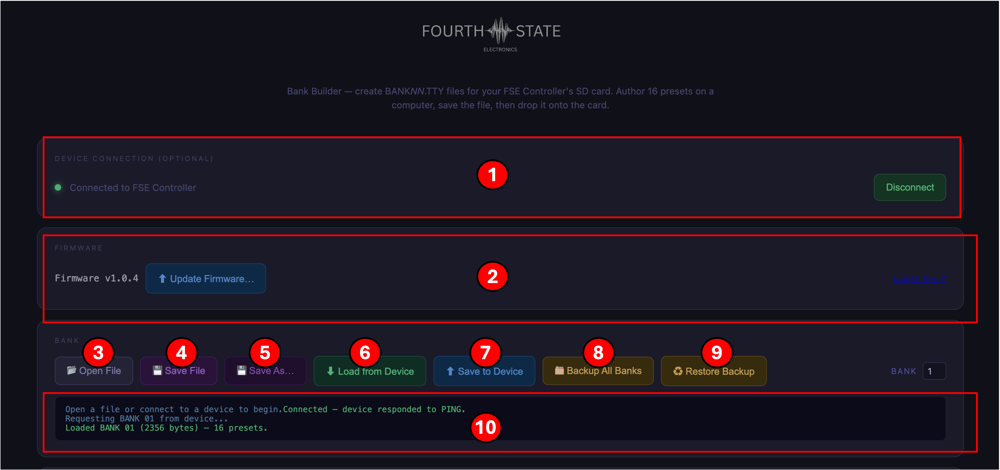 FOURTH STATE
ELECTRONICS
Bank Builder — create BANKNN.TTY files for your FSE Controller's SD card. Author 16 presets on a
computer, save the file, then drop it onto the card.
DEVICE CONNECTION (OPTIONAL)
1
Connected to FSE Controller
Disconnect
FIRMWARE
2
Firmware v1.0.4
Update Firmware...
Latest .hex ↗
BANK
3
4
5
6
7
8
9
Open File
Save File
Save As...
Load from Device
Save to Device
Backup All Banks
Restore Backup
BANK 1
Open a file or connect to a device to begin.Connected — device responded to PING.
Requesting BANK 01 from device...
Loaded BANK 01 (2356 bytes) — 16 presets.
10